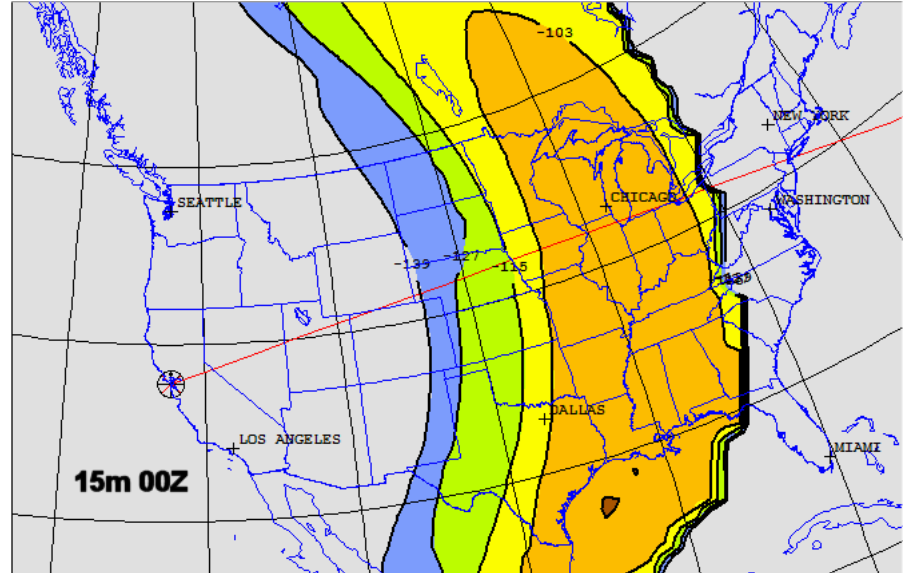 -103
NEW YORK
SEATTLE
CHICAGO
WASHINGTON
-139
-127
-115
DALLAS
LOS ANGELES
MIAMI
15m 00Z